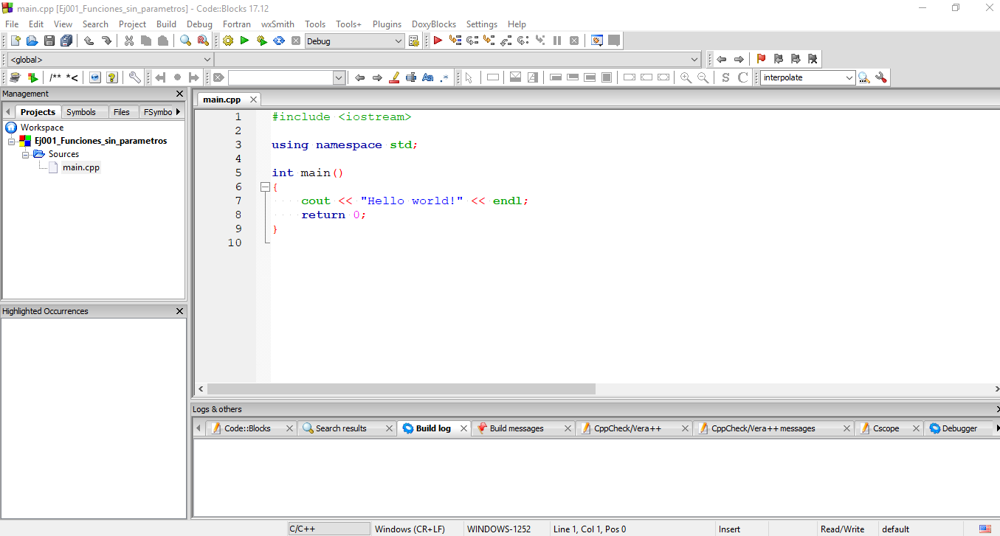 main.cpp [Ej001_Funciones_sin_parametros] - Code::Blocks 17.12
File Edit View Search Project Build Debug Fortran wxSmith Tools Tools+ Plugins DoxyBlocks Settings Help
Debug
<global>
/** *< Aa .* S C interpolate
Management
Projects Symbols Files FSymbo
Workspace
Ej001_Funciones_sin_parametros
Sources
main.cpp
Highlighted Occurrences
main.cpp
1 #include <iostream>
2
3 using namespace std;
4
5 int main()
6 {
7 cout << "Hello world!" << endl;
8 return 0;
9 }
10
Logs & others
Code::Blocks Search results Build log Build messages CppCheck/Vera++ CppCheck/Vera++ messages Cscope Debugger
C/C++ Windows (CR+LF) WINDOWS-1252 Line 1, Col 1, Pos 0 Insert Read/Write default